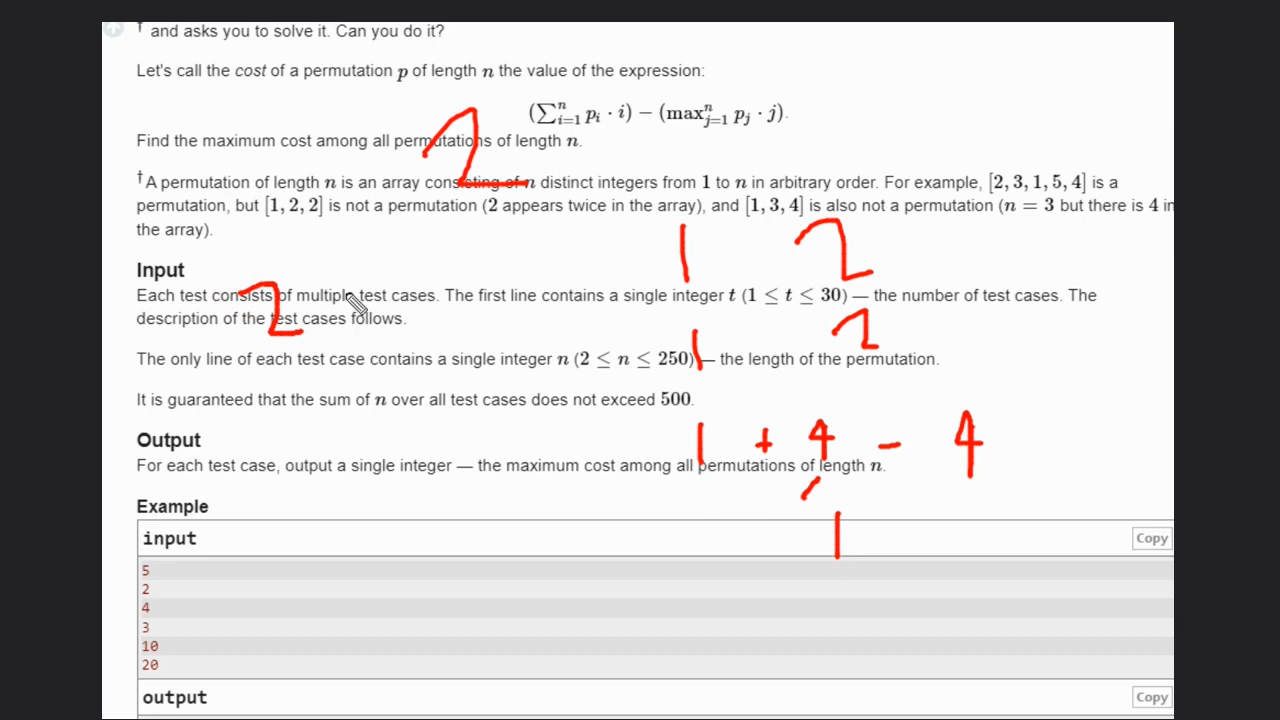 † and asks you to solve it. Can you do it?
Let's call the cost of a permutation p of length n the value of the expression:
(∑ⁿᵢ₌₁ pᵢ · i) − (maxⁿⱼ₌₁ pⱼ · j).
2
Find the maximum cost among all permutations of length n.
†A permutation of length n is an array consisting of n distinct integers from 1 to n in arbitrary order. For example, [2, 3, 1, 5, 4] is a
permutation, but [1, 2, 2] is not a permutation (2 appears twice in the array), and [1, 3, 4] is also not a permutation (n = 3 but there is 4 in
the array).
1 2
Input
Each test consists of multiple test cases. The first line contains a single integer t (1 ≤ t ≤ 30) — the number of test cases. The
description of the test cases follows.
2
1 2
The only line of each test case contains a single integer n (2 ≤ n ≤ 250) — the length of the permutation.
It is guaranteed that the sum of n over all test cases does not exceed 500.
Output
1 + 4 - 4
For each test case, output a single integer — the maximum cost among all permutations of length n.
1
Example
input Copy
5
2
4
3
10
20
output Copy